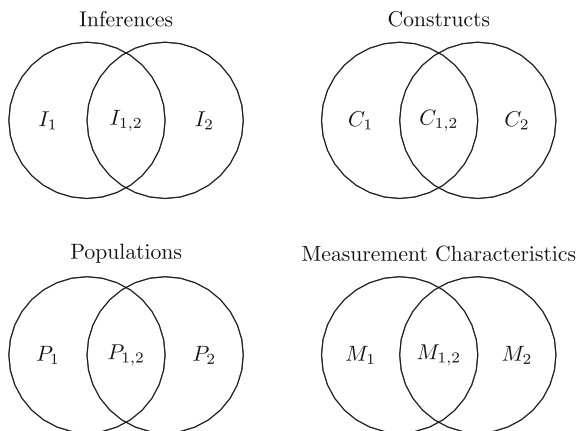 Inferences
Constructs
I₁ I₁,₂ I₂
C₁ C₁,₂ C₂
Populations
Measurement Characteristics
P₁ P₁,₂ P₂
M₁ M₁,₂ M₂